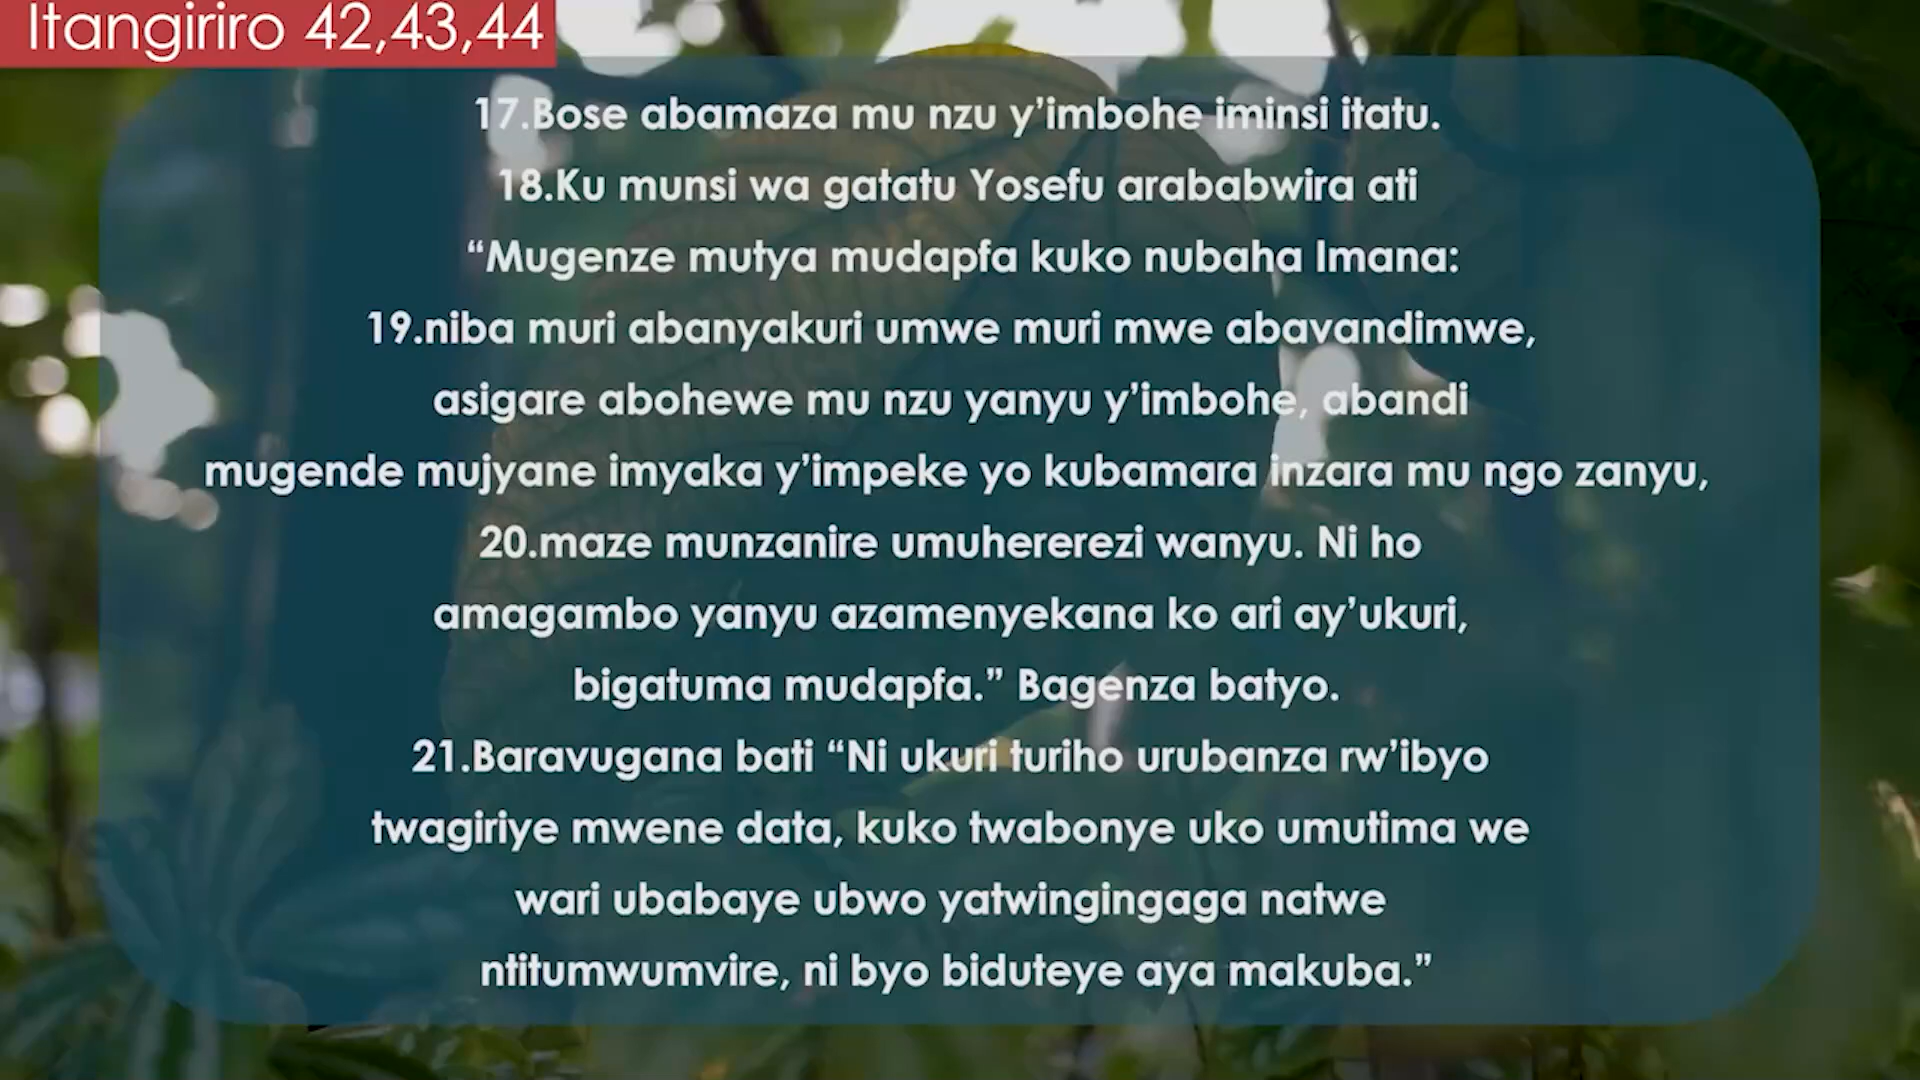 Itangiriro 42,43,44
17.Bose abamaza mu nzu y’imbohe iminsi itatu.
18.Ku munsi wa gatatu Yosefu arababwira ati
“Mugenze mutya mudapfa kuko nubaha Imana:
19.niba muri abanyakuri umwe muri mwe abavandimwe,
asigare abohewe mu nzu yanyu y’imbohe, abandi
mugende mujyane imyaka y’impeke yo kubamara inzara mu ngo zanyu,
20.maze munzanire umuhererezi wanyu. Ni ho
amagambo yanyu azamenyekana ko ari ay’ukuri,
bigatuma mudapfa.” Bagenza batyo.
21.Baravugana bati “Ni ukuri turiho urubanza rw’ibyo
twagiriye mwene data, kuko twabonye uko umutima we
wari ubabaye ubwo yatwingingaga natwe
ntitumwumvire, ni byo biduteye aya makuba.”